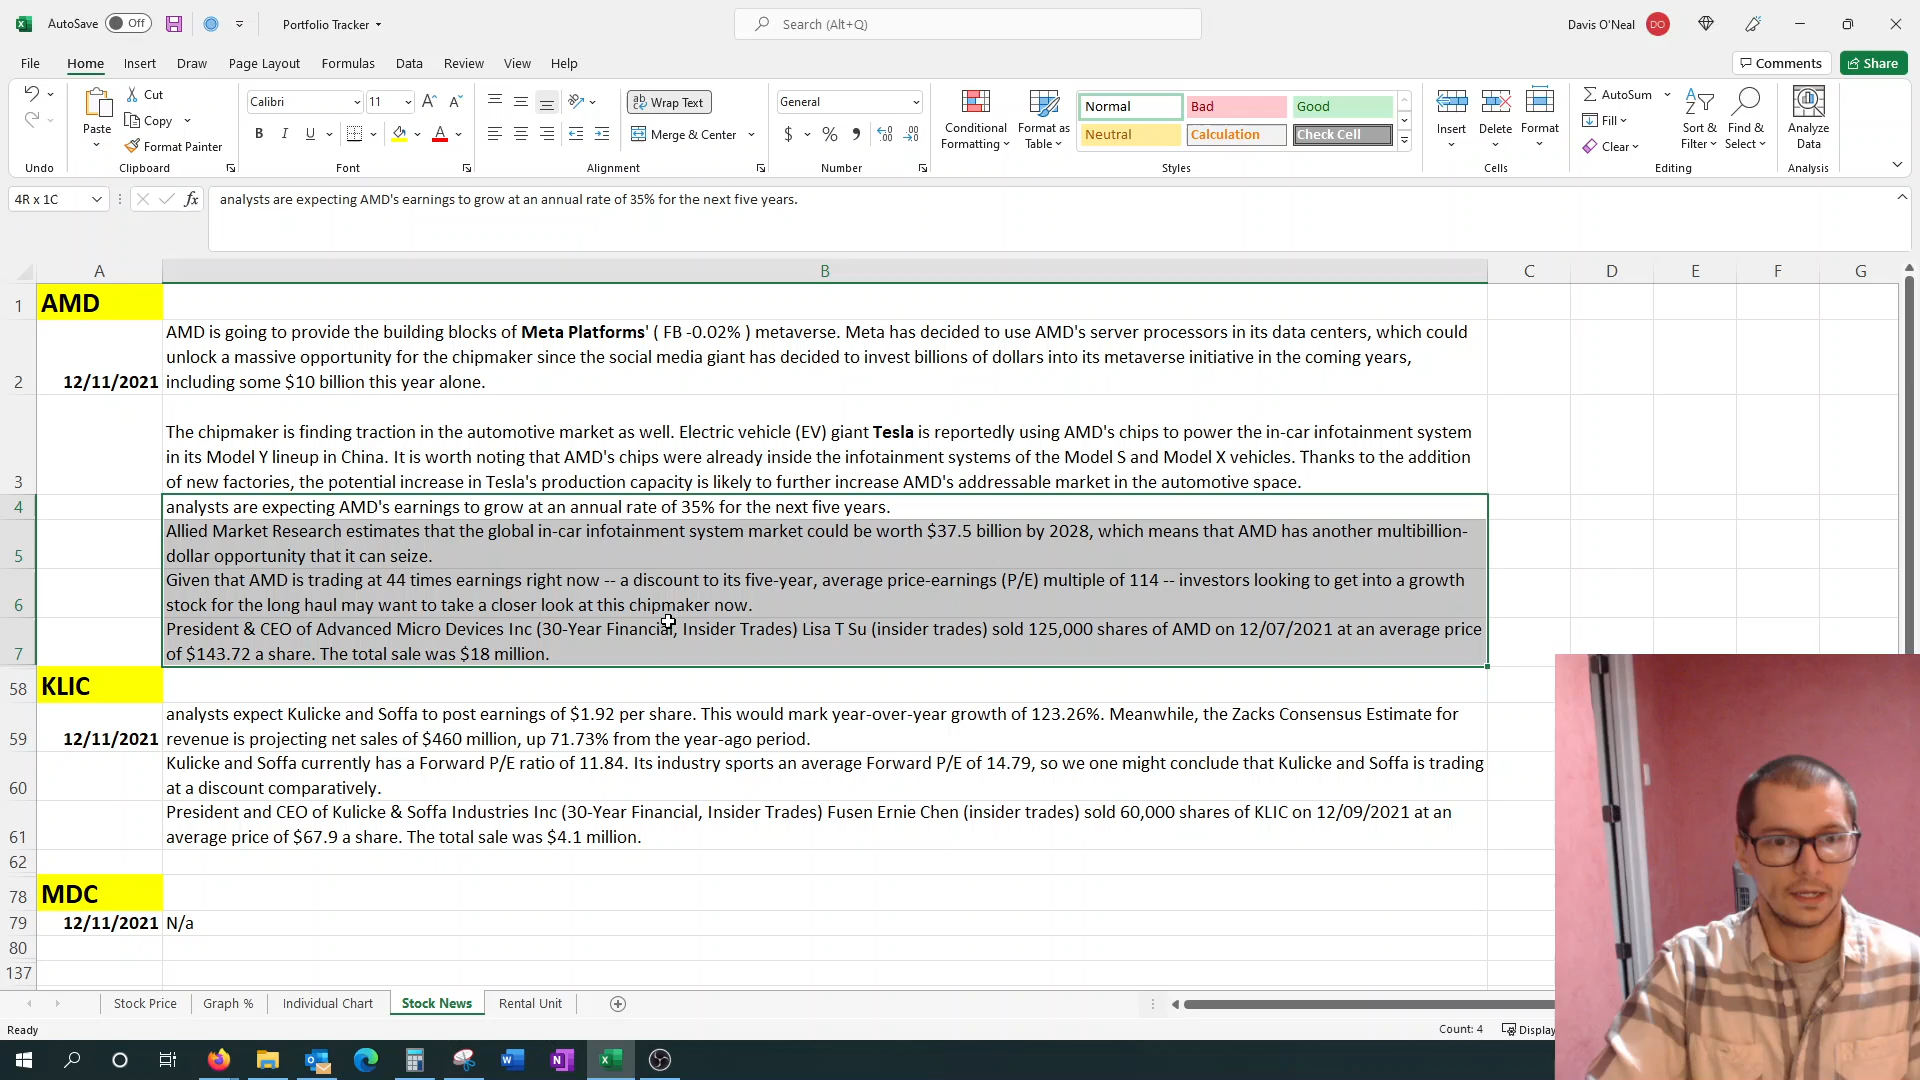 AutoSave Off Portfolio Tracker Search (Alt+Q) Davis O'Neal DO
File Home Insert Draw Page Layout Formulas Data Review View Help Comments Share
Cut Calibri 11 Wrap Text General Normal Bad Good AutoSum
Paste Copy Conditional Formatting Format as Table Insert Delete Format Fill Sort & Filter Find & Select Analyze Data
Format Painter B I U Merge & Center $ % Neutral Calculation Check Cell Clear
Undo Clipboard Font Alignment Number Styles Cells Editing Analysis
4R x 1C fx analysts are expecting AMD's earnings to grow at an annual rate of 35% for the next five years.
A B C D E F G
1 AMD
AMD is going to provide the building blocks of Meta Platforms' ( FB -0.02% ) metaverse. Meta has decided to use AMD's server processors in its data centers, which could
unlock a massive opportunity for the chipmaker since the social media giant has decided to invest billions of dollars into its metaverse initiative in the coming years,
2 12/11/2021 including some $10 billion this year alone.
The chipmaker is finding traction in the automotive market as well. Electric vehicle (EV) giant Tesla is reportedly using AMD's chips to power the in-car infotainment system
in its Model Y lineup in China. It is worth noting that AMD's chips were already inside the infotainment systems of the Model S and Model X vehicles. Thanks to the addition
3 of new factories, the potential increase in Tesla's production capacity is likely to further increase AMD's addressable market in the automotive space.
4 analysts are expecting AMD's earnings to grow at an annual rate of 35% for the next five years.
Allied Market Research estimates that the global in-car infotainment system market could be worth $37.5 billion by 2028, which means that AMD has another multibillion-
5 dollar opportunity that it can seize.
Given that AMD is trading at 44 times earnings right now -- a discount to its five-year, average price-earnings (P/E) multiple of 114 -- investors looking to get into a growth
6 stock for the long haul may want to take a closer look at this chipmaker now.
President & CEO of Advanced Micro Devices Inc (30-Year Financial, Insider Trades) Lisa T Su (insider trades) sold 125,000 shares of AMD on 12/07/2021 at an average price
7 of $143.72 a share. The total sale was $18 million.
58 KLIC
analysts expect Kulicke and Soffa to post earnings of $1.92 per share. This would mark year-over-year growth of 123.26%. Meanwhile, the Zacks Consensus Estimate for
59 12/11/2021 revenue is projecting net sales of $460 million, up 71.73% from the year-ago period.
Kulicke and Soffa currently has a Forward P/E ratio of 11.84. Its industry sports an average Forward P/E of 14.79, so we one might conclude that Kulicke and Soffa is trading
60 at a discount comparatively.
President and CEO of Kulicke & Soffa Industries Inc (30-Year Financial, Insider Trades) Fusen Ernie Chen (insider trades) sold 60,000 shares of KLIC on 12/09/2021 at an
61 average price of $67.9 a share. The total sale was $4.1 million.
62
78 MDC
79 12/11/2021 N/a
80
137
Stock Price Graph % Individual Chart Stock News Rental Unit
Ready Count: 4 Display